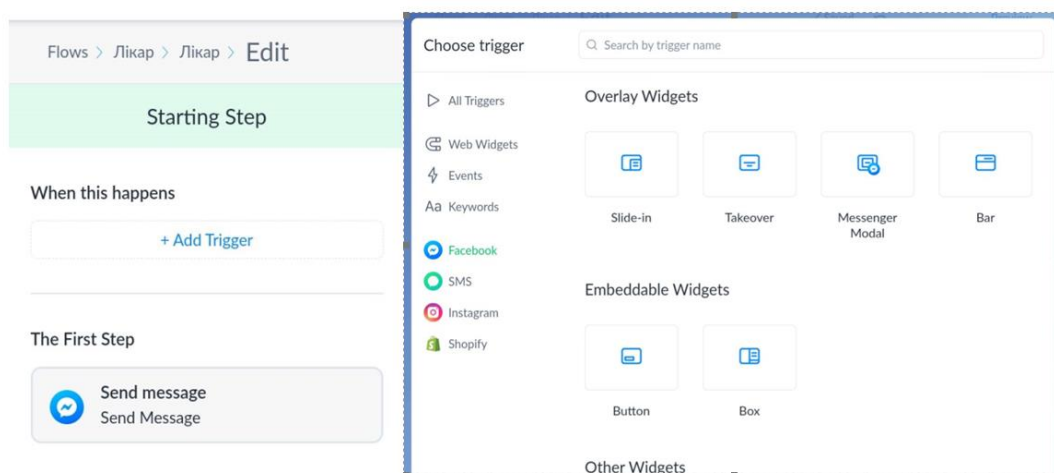 Flows > Лікар > Лікар > Edit
Starting Step
When this happens
+ Add Trigger
The First Step
Send message
Send Message
Choose trigger
Search by trigger name
All Triggers
Web Widgets
Events
Aa Keywords
Facebook
SMS
Instagram
Shopify
Overlay Widgets
Slide-in
Takeover
Messenger
Modal
Bar
Embeddable Widgets
Button
Box
Other Widgets